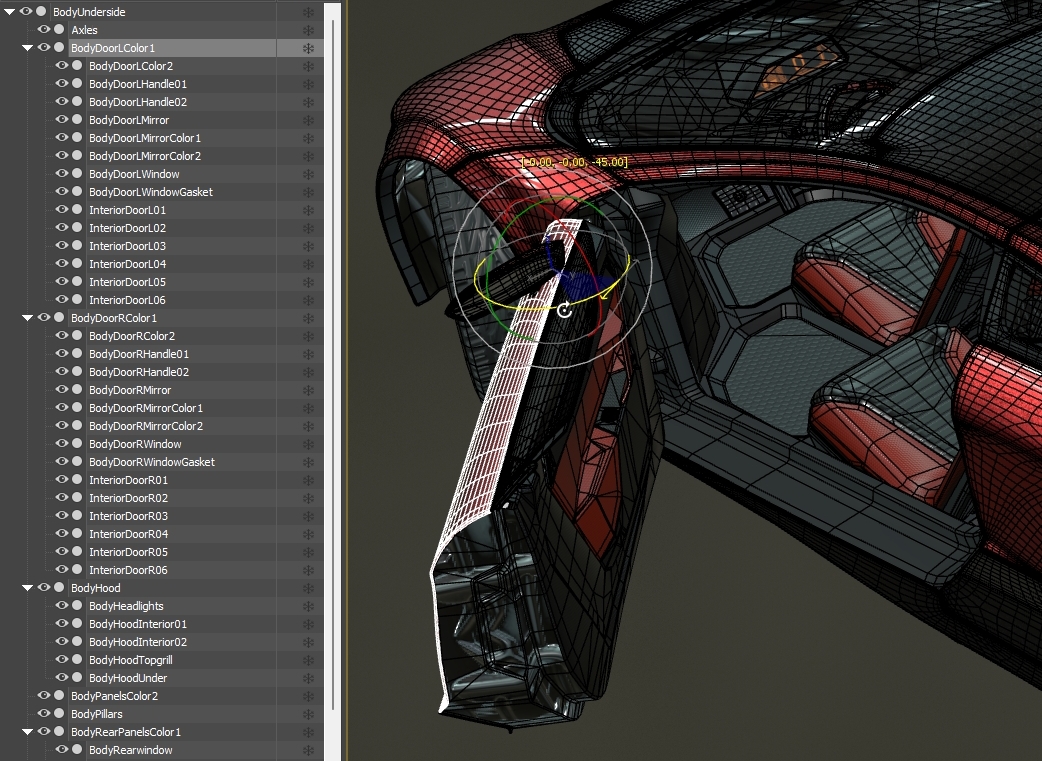 BodyUnderside
Axles
BodyDoorLColor1
BodyDoorLColor2
BodyDoorLHandle01
BodyDoorLHandle02
BodyDoorLMirror
BodyDoorLMirrorColor1
BodyDoorLMirrorColor2
BodyDoorLWindow
BodyDoorLWindowGasket
InteriorDoorL01
InteriorDoorL02
InteriorDoorL03
InteriorDoorL04
InteriorDoorL05
InteriorDoorL06
BodyDoorRColor1
BodyDoorRColor2
BodyDoorRHandle01
BodyDoorRHandle02
BodyDoorRMirror
BodyDoorRMirrorColor1
BodyDoorRMirrorColor2
BodyDoorRWindow
BodyDoorRWindowGasket
InteriorDoorR01
InteriorDoorR02
InteriorDoorR03
InteriorDoorR04
InteriorDoorR05
InteriorDoorR06
BodyHood
BodyHeadlights
BodyHoodInterior01
BodyHoodInterior02
BodyHoodTopgrill
BodyHoodUnder
BodyPanelsColor2
BodyPillars
BodyRearPanelsColor1
BodyRearwindow
[-0.00, -0.00, -45.00]